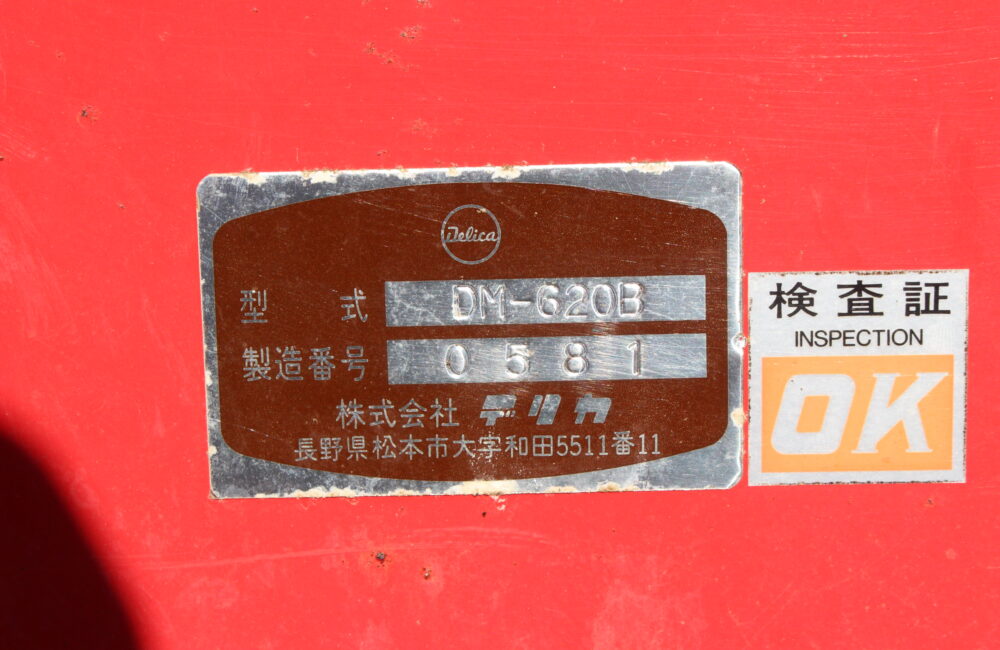 Delica
型式 DM-620B
製造番号 0581
株式会社 デリカ
長野県松本市大字和田5511番11
検査証
INSPECTION
OK